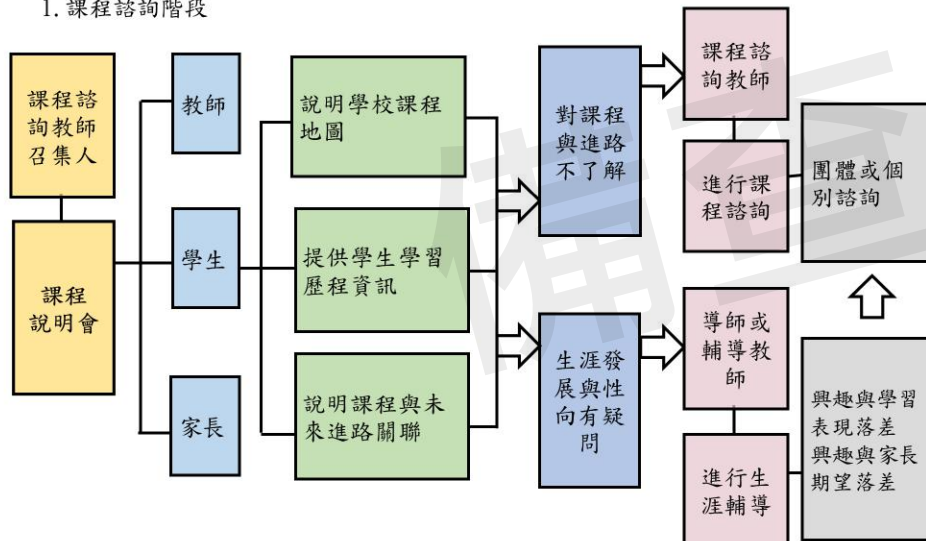 1. 課程諮詢階段
課程諮
詢教師
召集人
課程
說明會
教師
學生
家長
說明學校課程
地圖
提供學生學習
歷程資訊
說明課程與未
來進路關聯
對課程
與進路
不了解
生涯發
展與性
向有疑
問
課程諮
詢教師
進行課
程諮詢
團體或個
別諮詢
導師或
輔導教
師
進行生
涯輔導
興趣與學習
表現落差
興趣與家長
期望落差
備查